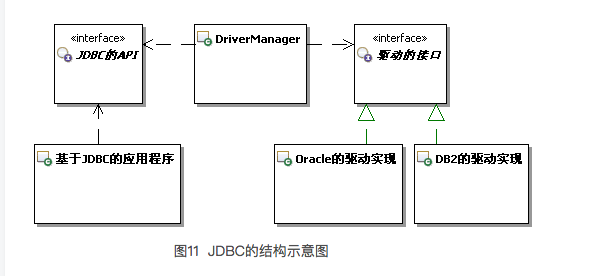 «interface»
JDBC的API
DriverManager
«interface»
驱动的接口
基于JDBC的应用程序
Oracle的驱动实现
DB2的驱动实现
图11 JDBC的结构示意图